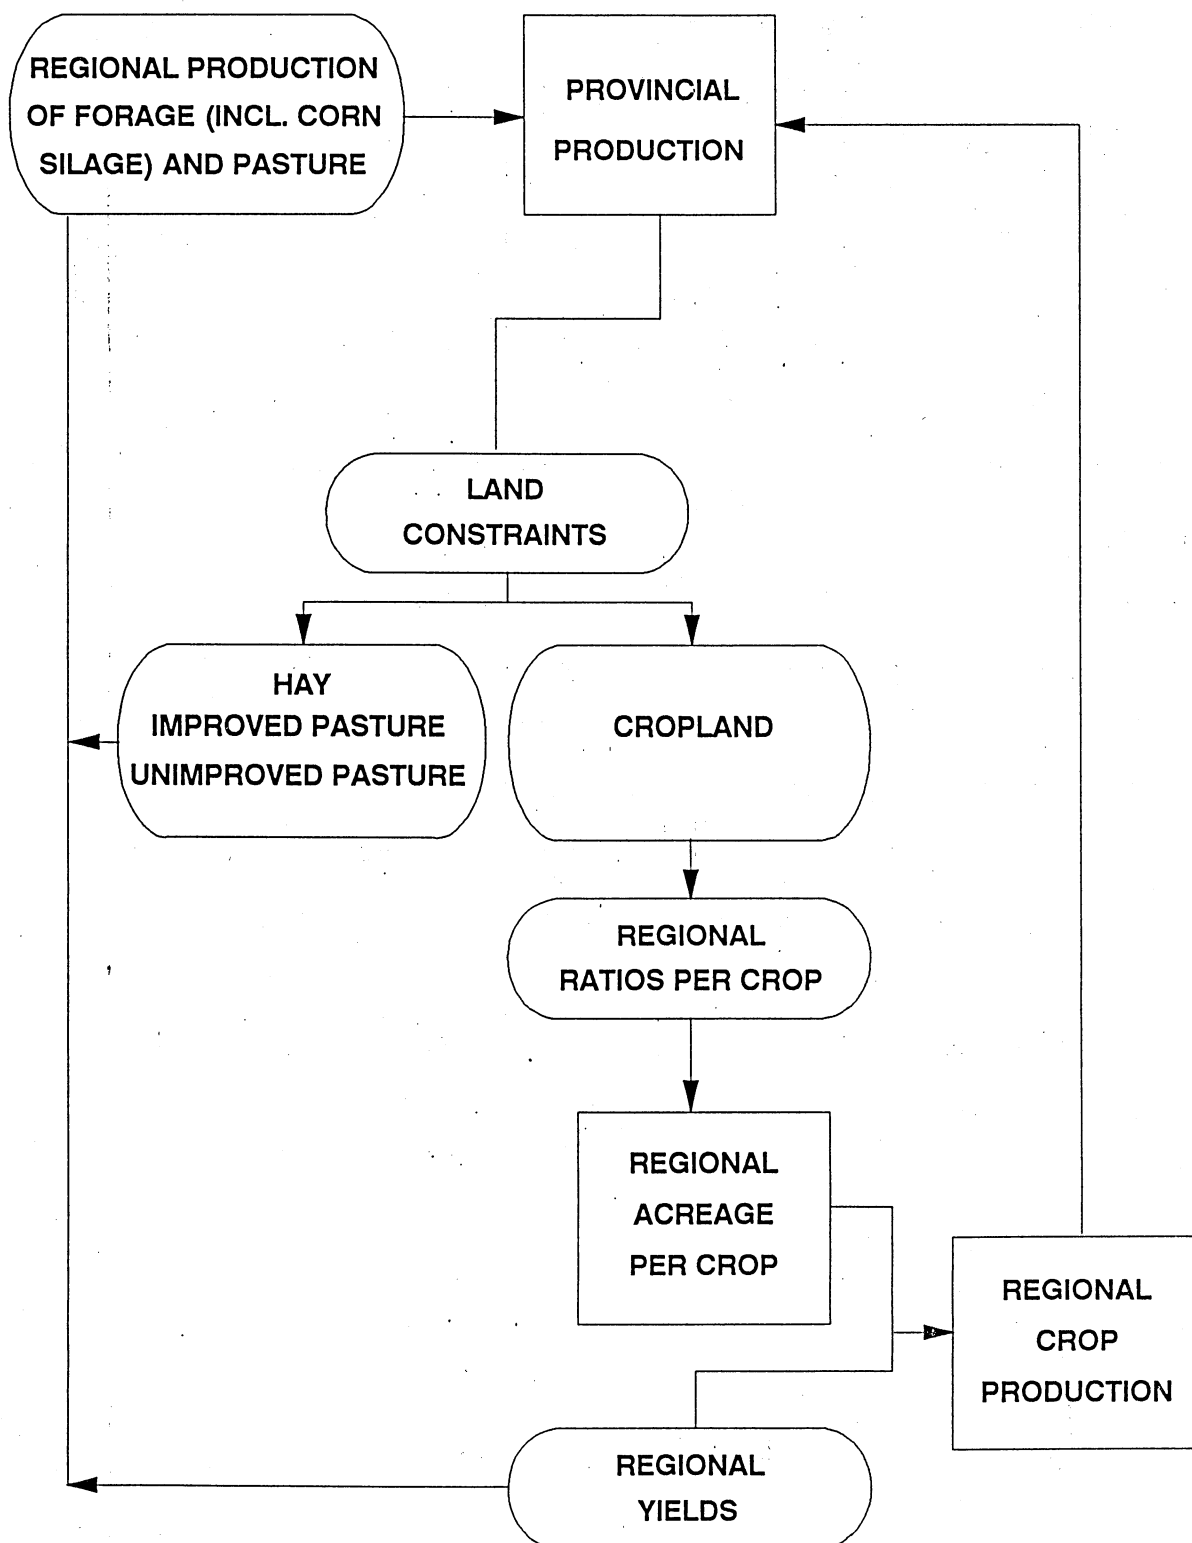 REGIONAL PRODUCTION
OF FORAGE (INCL. CORN
SILAGE) AND PASTURE
PROVINCIAL
PRODUCTION
LAND
CONSTRAINTS
HAY
IMPROVED PASTURE
UNIMPROVED PASTURE
CROPLAND
REGIONAL
RATIOS PER CROP
REGIONAL
ACREAGE
PER CROP
REGIONAL
CROP
PRODUCTION
REGIONAL
YIELDS